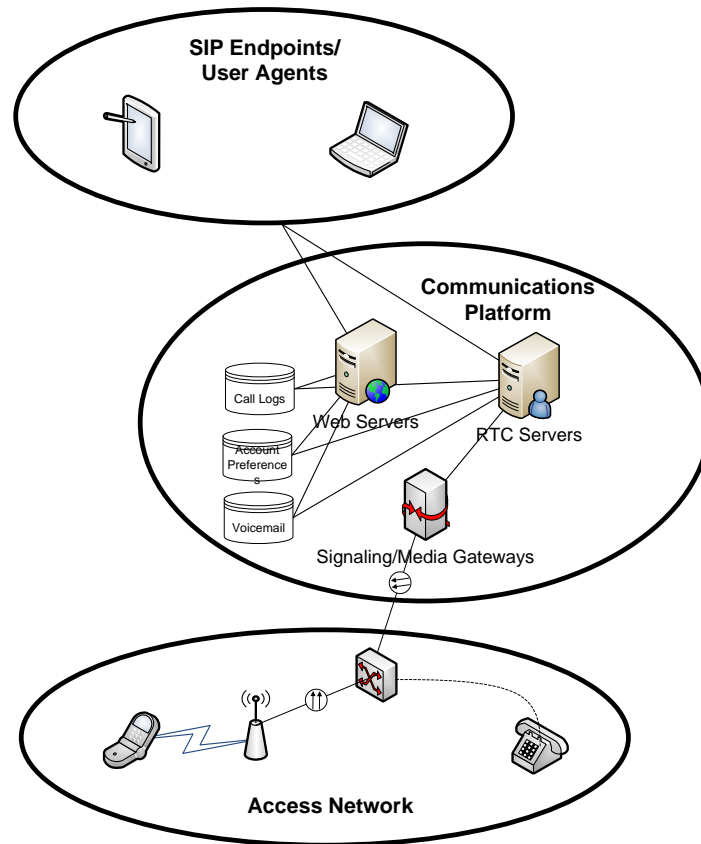 SIP Endpoints/
User Agents
Communications
Platform
Call Logs
Web Servers
RTC Servers
Account
Preference
s
Voicemail
Signaling/Media Gateways
Access Network